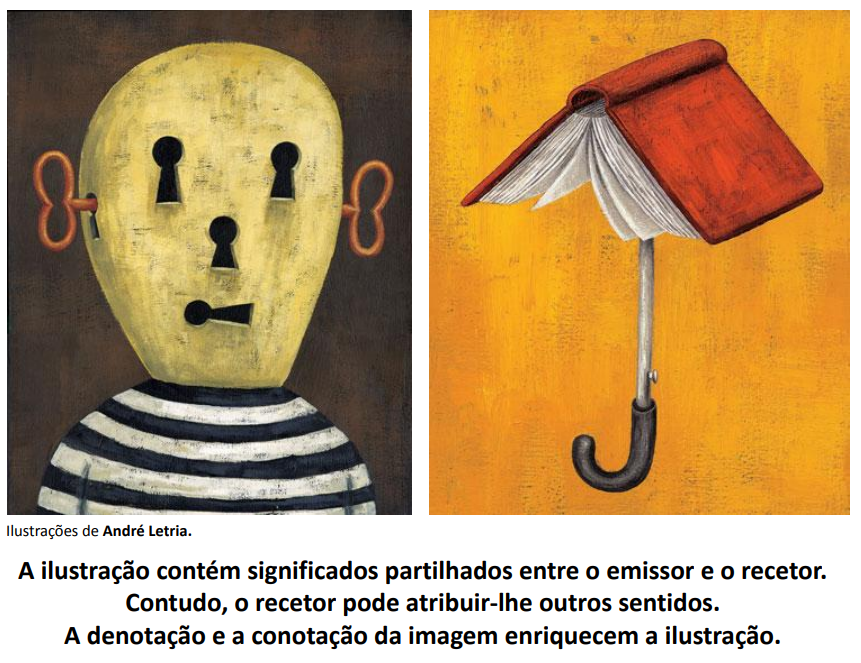 Ilustrações de André Letria.
A ilustração contém significados partilhados entre o emissor e o recetor.
Contudo, o recetor pode atribuir-lhe outros sentidos.
A denotação e a conotação da imagem enriquecem a ilustração.